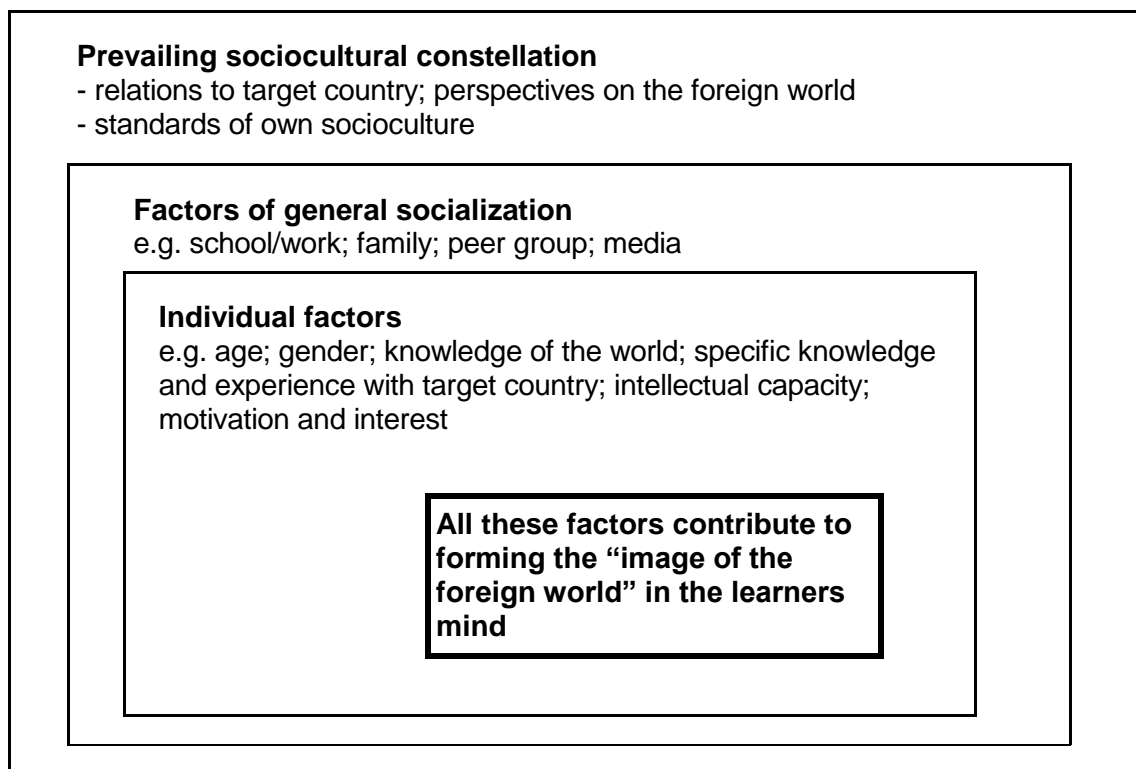 Prevailing sociocultural constellation
- relations to target country; perspectives on the foreign world
- standards of own socioculture
Factors of general socialization
e.g. school/work; family; peer group; media
Individual factors
e.g. age; gender; knowledge of the world; specific knowledge
and experience with target country; intellectual capacity;
motivation and interest
All these factors contribute to
forming the “image of the
foreign world” in the learners
mind